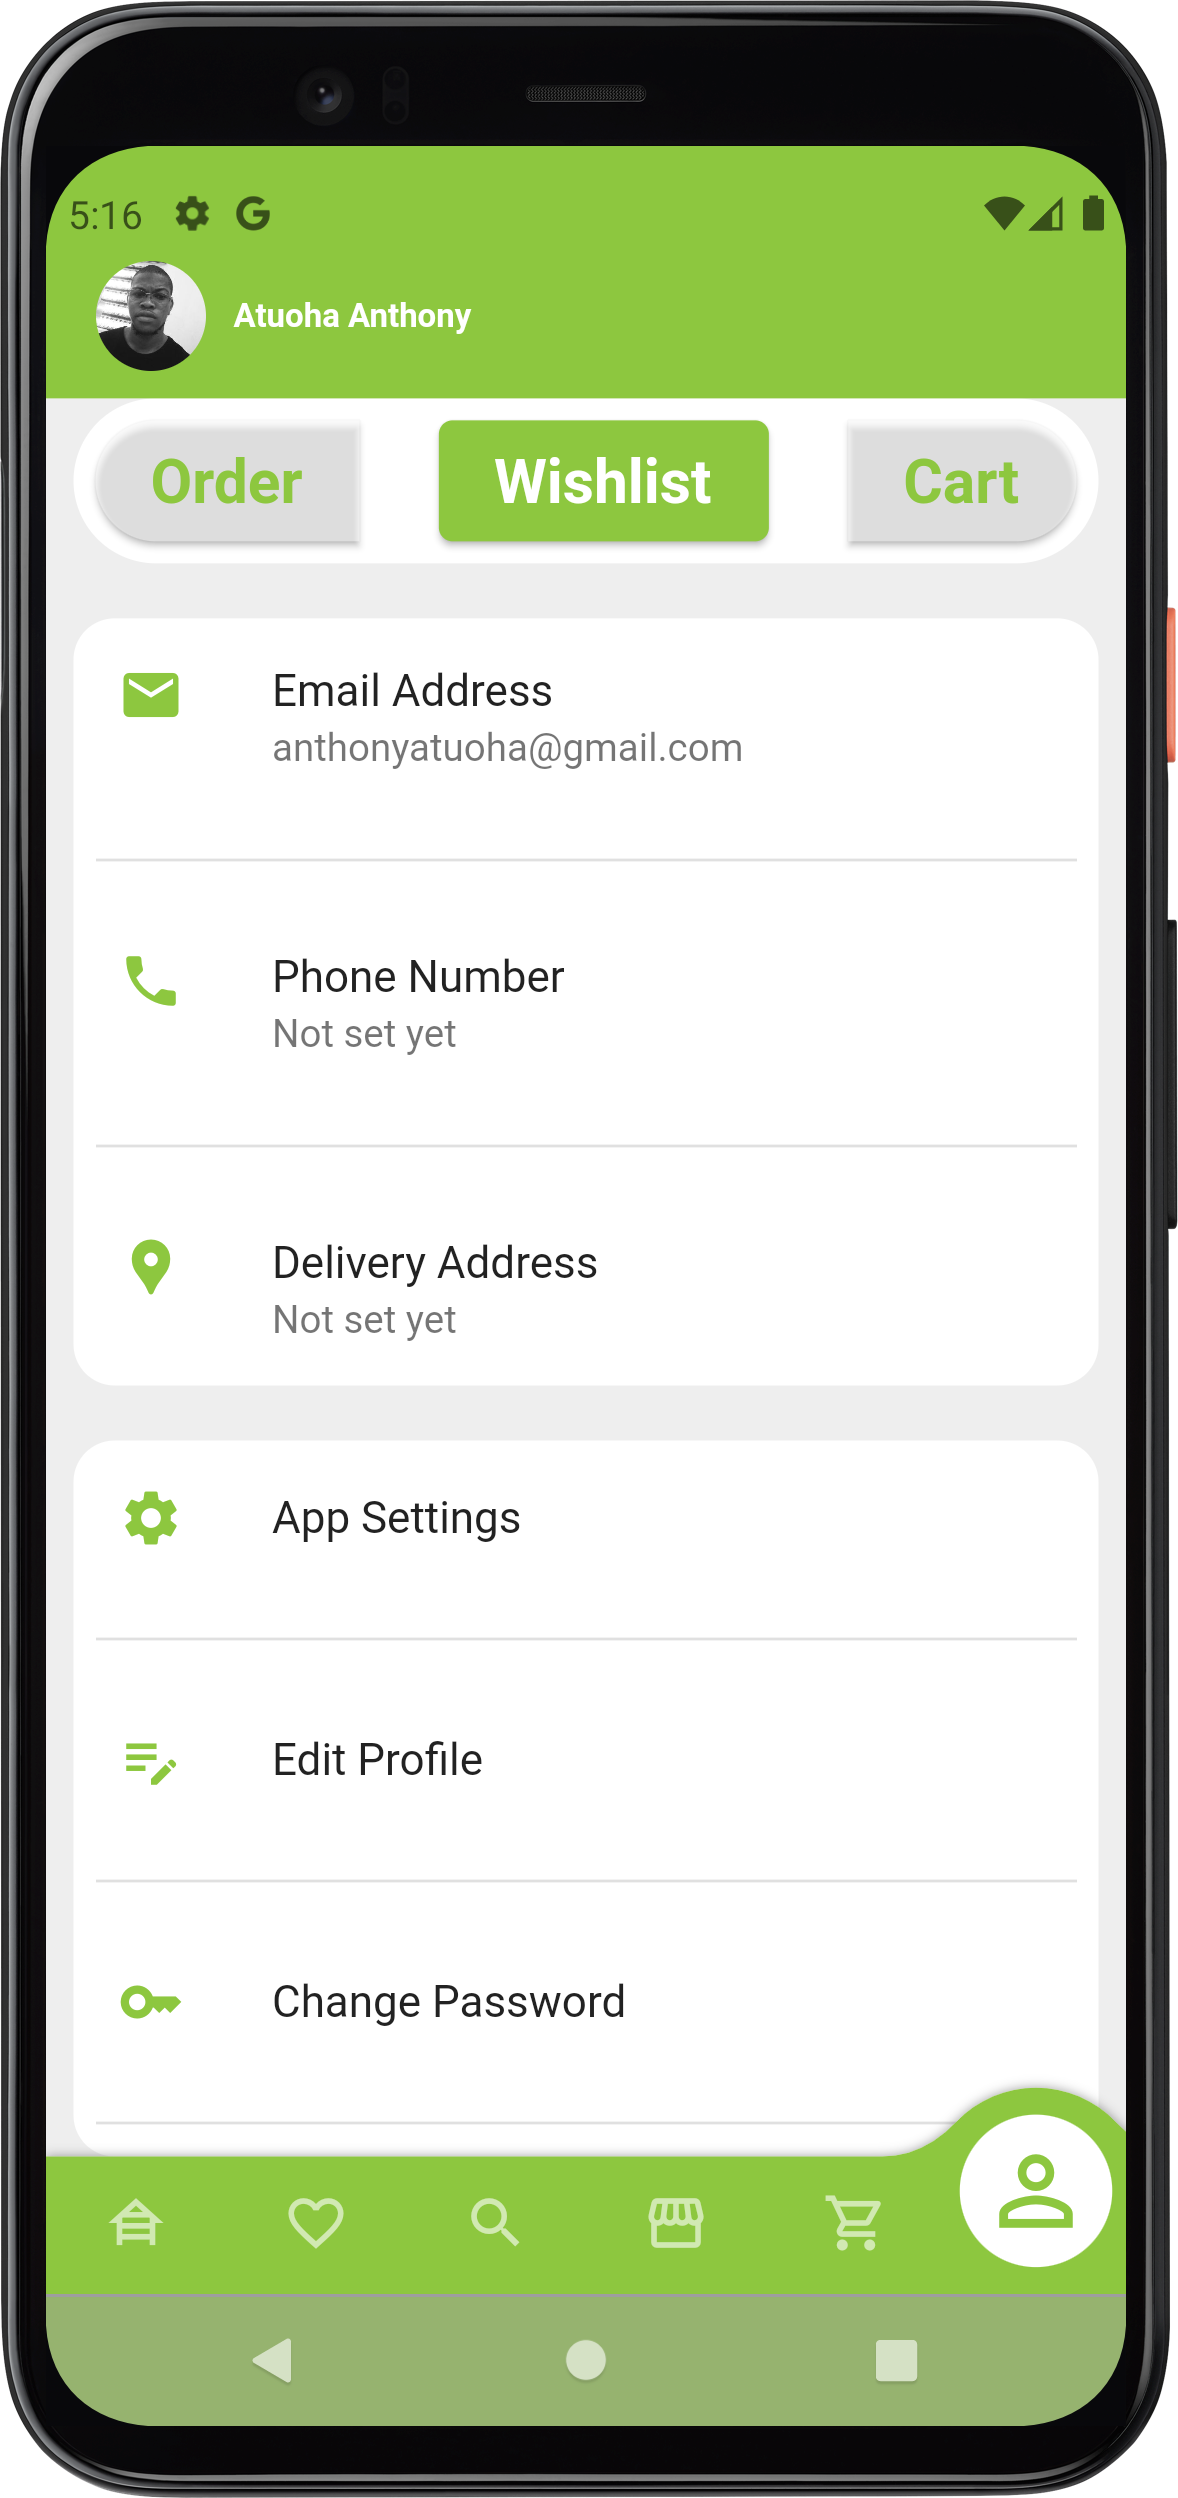 5:16
Atuoha Anthony
Order Wishlist Cart
Email Address
anthonyatuoha@gmail.com
Phone Number
Not set yet
Delivery Address
Not set yet
App Settings
Edit Profile
Change Password